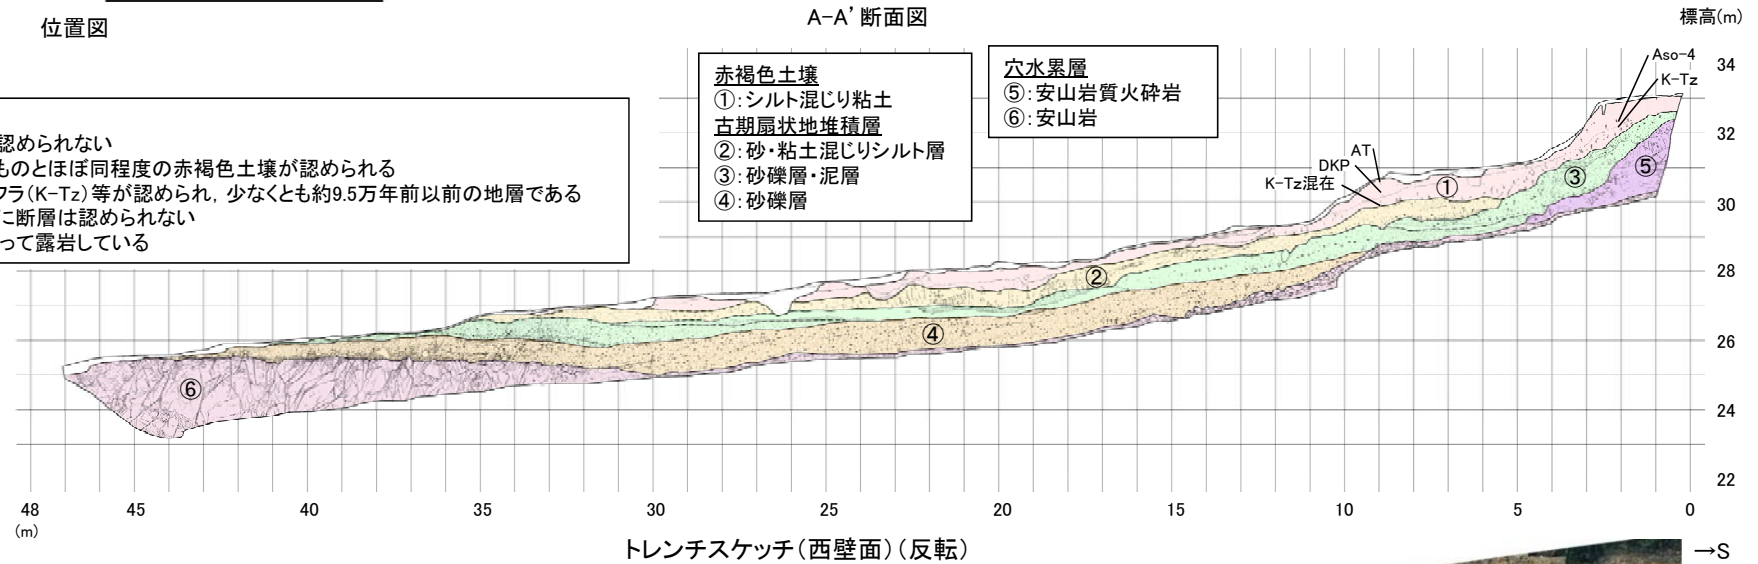 位置図
A-A’断面図
標高(m)
認められない
ものとほぼ同程度の赤褐色土壌が認められる
フラ(K-Tz)等が認められ，少なくとも約9.5万年前以前の地層である
に断層は認められない
って露岩している
赤褐色土壌
①：シルト混じり粘土
古期扇状地堆積層
②：砂・粘土混じりシルト層
③：砂礫層・泥層
④：砂礫層
穴水累層
⑤：安山岩質火砕岩
⑥：安山岩
Aso-4
K-Tz
AT
DKP
K-Tz混在
①
②
③
④
⑤
⑥
34
32
30
28
26
24
22
48 45 40 35 30 25 20 15 10 5 0
(m)
トレンチスケッチ（西壁面）（反転）
→S